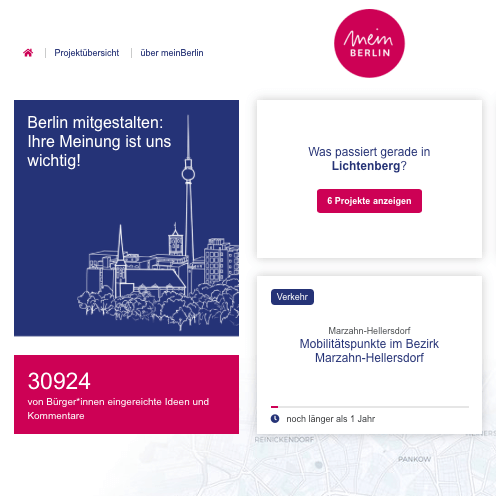 Projektübersicht
über meinBerlin
mein
BERLIN
Berlin mitgestalten:
Ihre Meinung ist uns
wichtig!
Was passiert gerade in
Lichtenberg?
6 Projekte anzeigen
Verkehr
Marzahn-Hellersdorf
Mobilitätspunkte im Bezirk
Marzahn-Hellersdorf
noch länger als 1 Jahr
30924
von Bürger*innen eingereichte Ideen und
Kommentare
REINICKENDORF
PANKOW